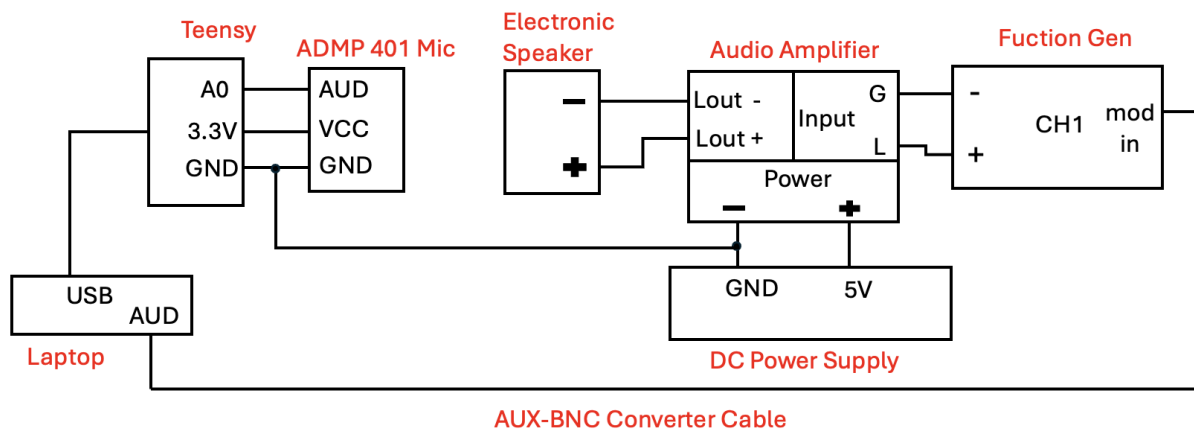 Teensy
ADMP 401 Mic
A0
3.3V
GND
AUD
VCC
GND
Electronic
Speaker
−
+
Audio Amplifier
Lout -
Lout +
Input
G
L
Power
−
+
Fuction Gen
-
+
CH1
mod
in
USB
AUD
Laptop
GND
5V
DC Power Supply
AUX-BNC Converter Cable